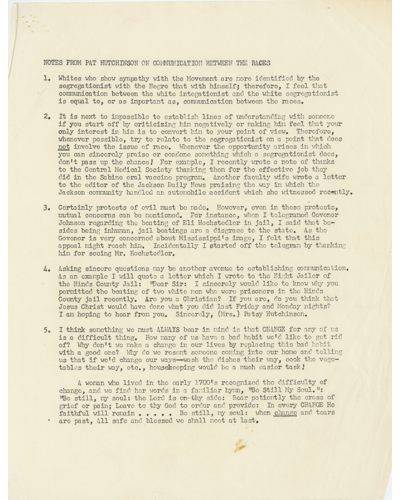 NOTES FROM PAT HUTCHINSON ON COMMUNICATION BETWEEN THE RACES
1. Whites who show sympathy with the Movement are more identified by the
segregationist with the Negro that with himself; therefore, I feel that
communication between the white integationist and the white segregationist
is equal to, or as important as, communication between the races.
2. It is next to impossible to establish lines of understanding with someone
if you start off by criticising him negatively or making him feel that your
only interest in him is to convert him to your point of view. Therefore,
whenever possible, try to relate to the segregationist on a point that does
not involve the issue of race. Whenever the opportunity arises in which
you can sincerely praise or condone something which a segregationist does,
don't pass up the chance! For example, I recently wrote a note of thanks
to the Central Medical Society thanking them for the effective job they
did in the Sabine oral vaccine program. Another faculty wife wrote a letter
to the editor of the Jackson Daily News praising the way in which the
Jackson community handled an automobile accident which she witnessed recently.
3. Certainly protests of evil must be made. However, even in these protests,
mutual concerns can be mentioned. For instance, when I telegramed Govenor
Johnson regarding the beating of Eli Hochstedler in jail, I said that be-
sides being inhuman, jail beatings are a disgrace to the state. As the
Govenor is very concerned about Mississippi's image, I felt that this
appeal might reach him. Incidentally I started off the telegram by thanking
him for seeing Mr. Hochstedler.
4. Asking sincere questions may be another avenue to establishing communication.
As an example I will quote a letter which I wrote to the Night Jailor of
the Hinds County Jail: "Dear Sir: I sincerely would like to know why you
permitted the beating of two white men who were prisoners in the Hinds
County jail recently. Are you a Christian? If you are, do you think that
Jesus Christ would have done what you did last Friday and Monday nights?
I am hoping to hear from you. Sincerely, (Mrs.) Patsy Hutchinson.
5. I think something we must ALWAYS bear in mind is that CHANGE for any of us
is a difficult thing. How many of us have a bad habit we'd like to get rid
of? Why don't we make a change in our lives by replacing this bad habit
with a good one? Why do we resent someone coming into our home and telling
us that if we'd change our ways—wash the dishes their way, cook the vege-
tables their way, etc., housekeeping would be a much easier task!
A woman who lived in the early 1700's recognized the difficulty of
change, and we find her words in a familiar hymn, "Be Still My Soul.":
"Be still, my soul: the Lord is on thy side: Bear patiently the cross of
grief or pain; Leave to thy God to order and provide: In every CHANGE He
faithful will remain . . . . . Be still, my soul: when change and tears
are past, All safe and blessed we shall meet at last.